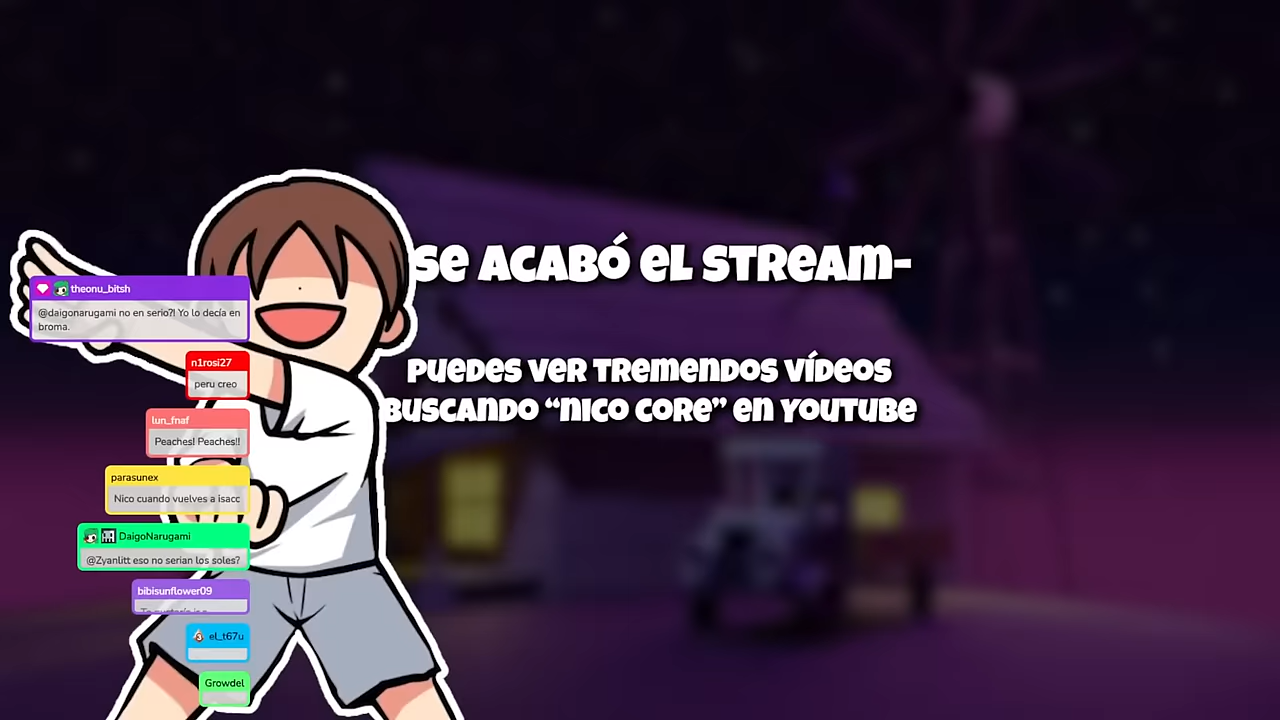 Se acabó el stream-
Puedes ver tremendos vídeos
buscando “nico core” en youtube
theonu_bitsh
@daigonarugami no en serio?! Yo lo decía en
broma.
n1rosi27
peru creo
lun_fnaf
Peaches! Peaches!!
parasunex
Nico cuando vuelves a isacc
DaigoNarugami
@Zyanlitt eso no serian los soles?
bibisunflower09
el_t67u
Growdel